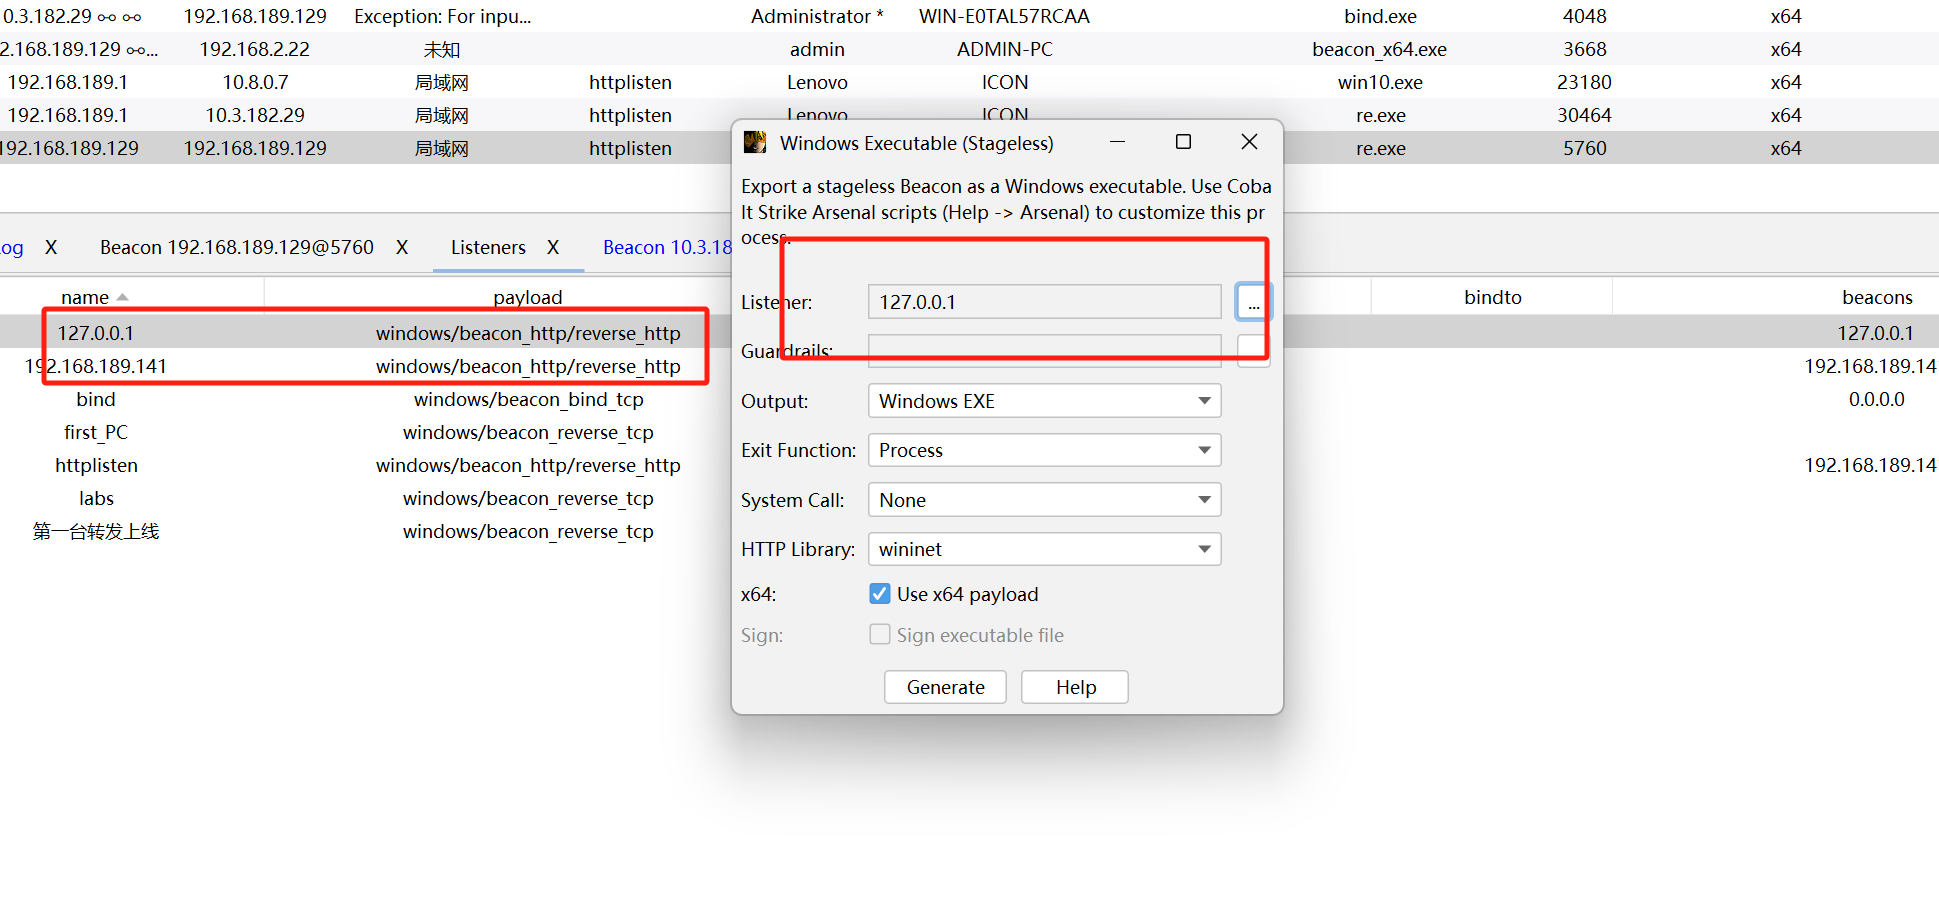 0.3.182.29 192.168.189.129 Exception: For inpu... Administrator * WIN-E0TAL57RCAA bind.exe 4048 x64
2.168.189.129 ... 192.168.2.22 未知 admin ADMIN-PC beacon_x64.exe 3668 x64
192.168.189.1 10.8.0.7 局域网 httplisten Lenovo ICON win10.exe 23180 x64
192.168.189.1 10.3.182.29 局域网 httplisten Lenovo ICON re.exe 30464 x64
192.168.189.129 192.168.189.129 局域网 httplisten re.exe 5760 x64
Windows Executable (Stageless)
Export a stageless Beacon as a Windows executable. Use Coba
lt Strike Arsenal scripts (Help -> Arsenal) to customize this pr
ocess.
og X Beacon 192.168.189.129@5760 X Listeners X Beacon 10.3.18
name payload bindto beacons
127.0.0.1 windows/beacon_http/reverse_http 127.0.0.1
192.168.189.141 windows/beacon_http/reverse_http 192.168.189.14
bind windows/beacon_bind_tcp 0.0.0.0
first_PC windows/beacon_reverse_tcp
httplisten windows/beacon_http/reverse_http 192.168.189.14
labs windows/beacon_reverse_tcp
第一台转发上线 windows/beacon_reverse_tcp
Listener: 127.0.0.1 ...
Guardrails:
Output: Windows EXE
Exit Function: Process
System Call: None
HTTP Library: wininet
x64: Use x64 payload
Sign: Sign executable file
Generate Help